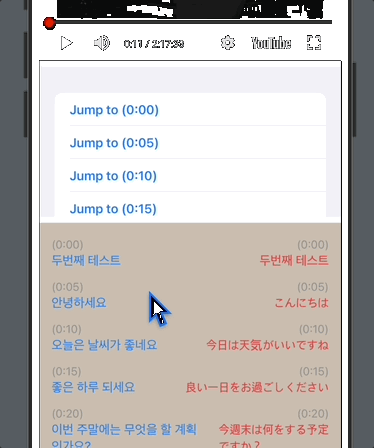 0:11 / 2:17:39
YouTube
Jump to (0:00)
Jump to (0:05)
Jump to (0:10)
Jump to (0:15)
(0:00) (0:00)
두번째 테스트 두번째 테스트
(0:05) (0:05)
안녕하세요 こんにちは
(0:10) (0:10)
오늘은 날씨가 좋네요 今日は天気がいいですね
(0:15) (0:15)
좋은 하루 되세요 良い一日をお過ごしください
(0:20) (0:20)
이번 주말에는 무엇을 할 계획 今週末は何をする予定
인가요? ですか？